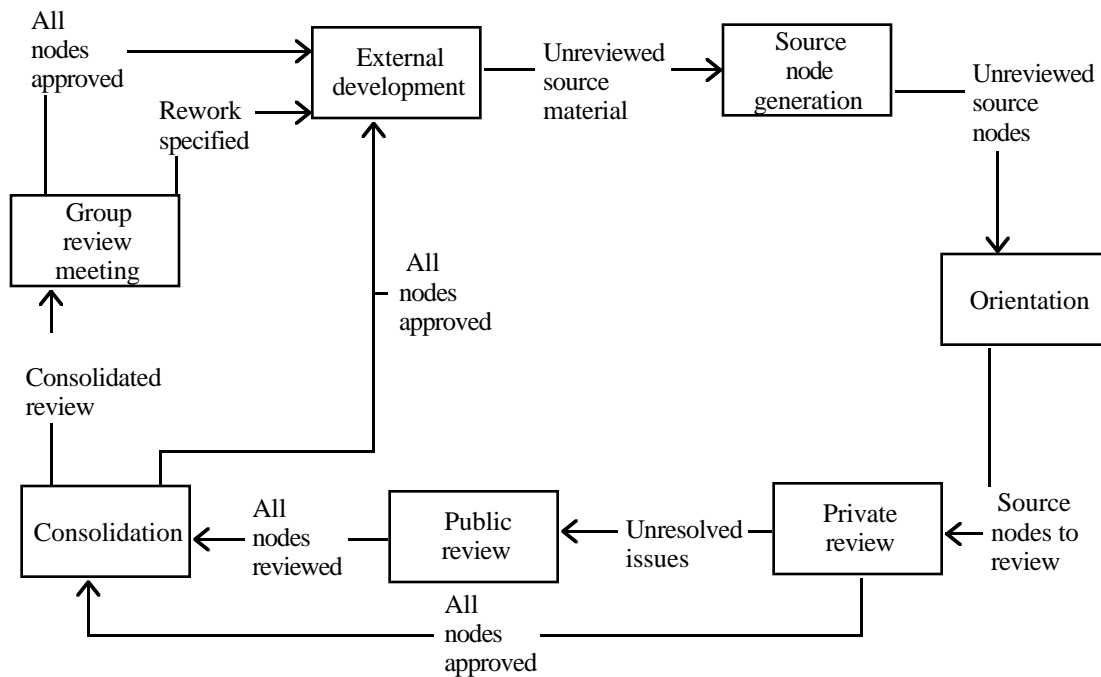 All
nodes
approved
External
development
Unreviewed
source
material
Source
node
generation
Unreviewed
source
nodes
Rework
specified
Group
review
meeting
All
nodes
approved
Orientation
Consolidated
review
Consolidation
All
nodes
reviewed
Public
review
Unresolved
issues
Private
review
Source
nodes to
review
All
nodes
approved